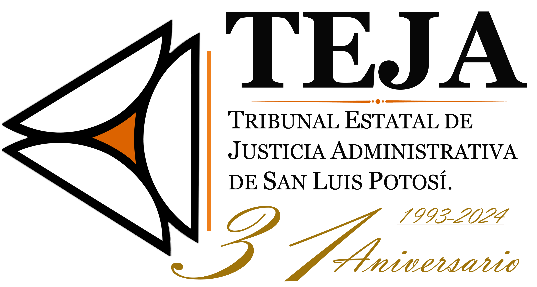 TEJA
TRIBUNAL ESTATAL DE
JUSTICIA ADMINISTRATIVA
DE SAN LUIS POTOSÍ.
1993-2024
31 Aniversario